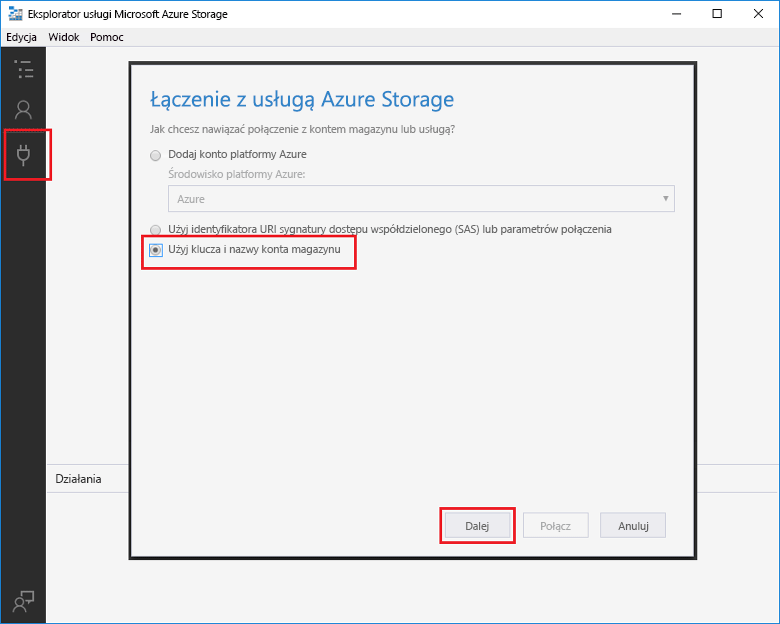 Eksplorator usługi Microsoft Azure Storage
Edycja Widok Pomoc
Łączenie z usługą Azure Storage
Jak chcesz nawiązać połączenie z kontem magazynu lub usługą?
Dodaj konto platformy Azure
Środowisko platformy Azure:
Azure
Użyj identyfikatora URI sygnatury dostępu współdzielonego (SAS) lub parametrów połączenia
Użyj klucza i nazwy konta magazynu
Działania
Dalej Połącz Anuluj